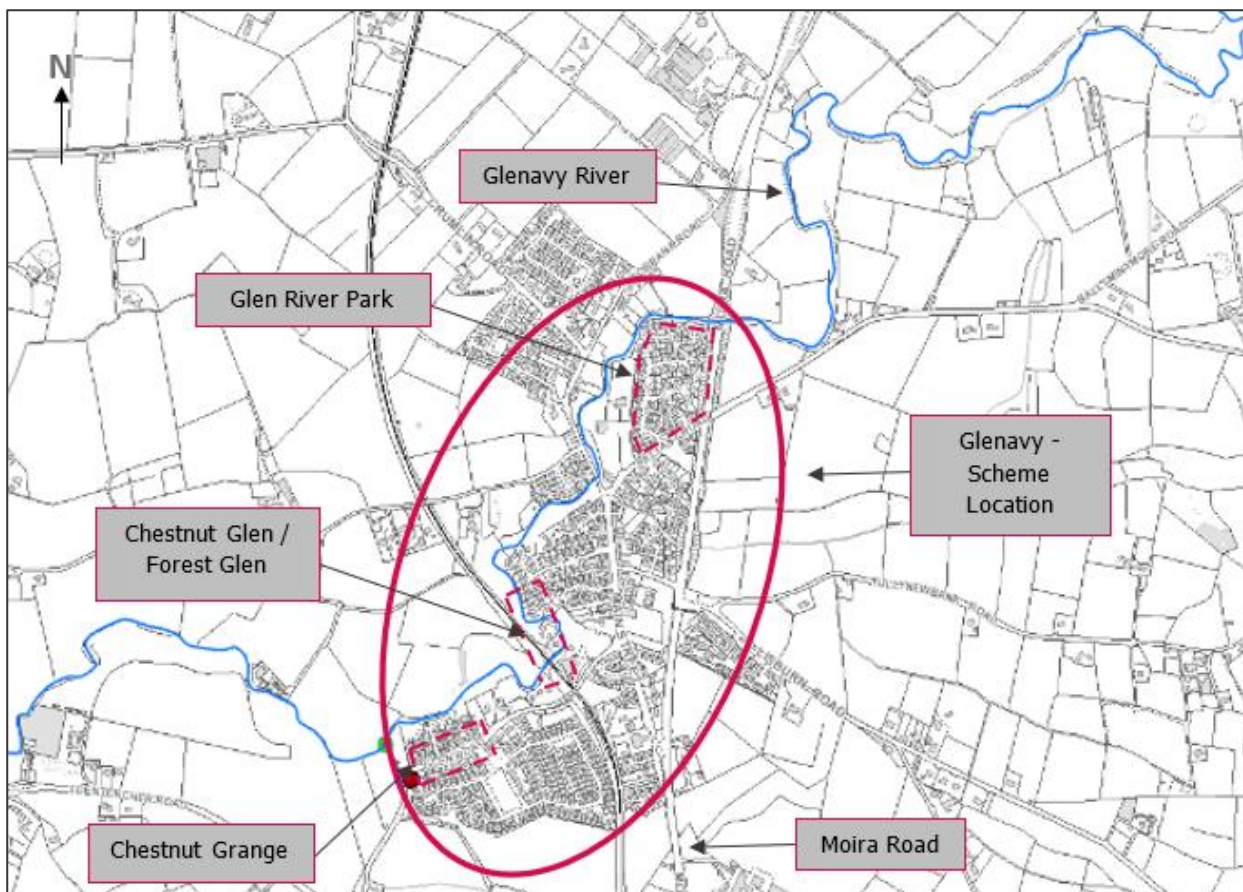 N
Glenavy River
Glen River Park
Glenavy -
Scheme
Location
Chestnut Glen /
Forest Glen
Chestnut Grange
Moira Road